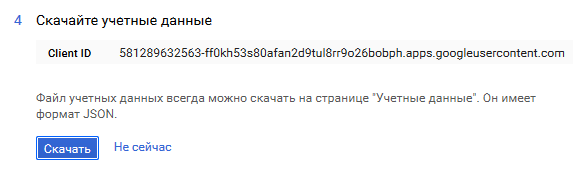 4 Скачайте учетные данные
Client ID 581289632563-ff0kh53s80afan2d9tul8rr9o26bobph.apps.googleusercontent.com
Файл учетных данных всегда можно скачать на странице "Учетные данные". Он имеет
формат JSON.
Скачать Не сейчас